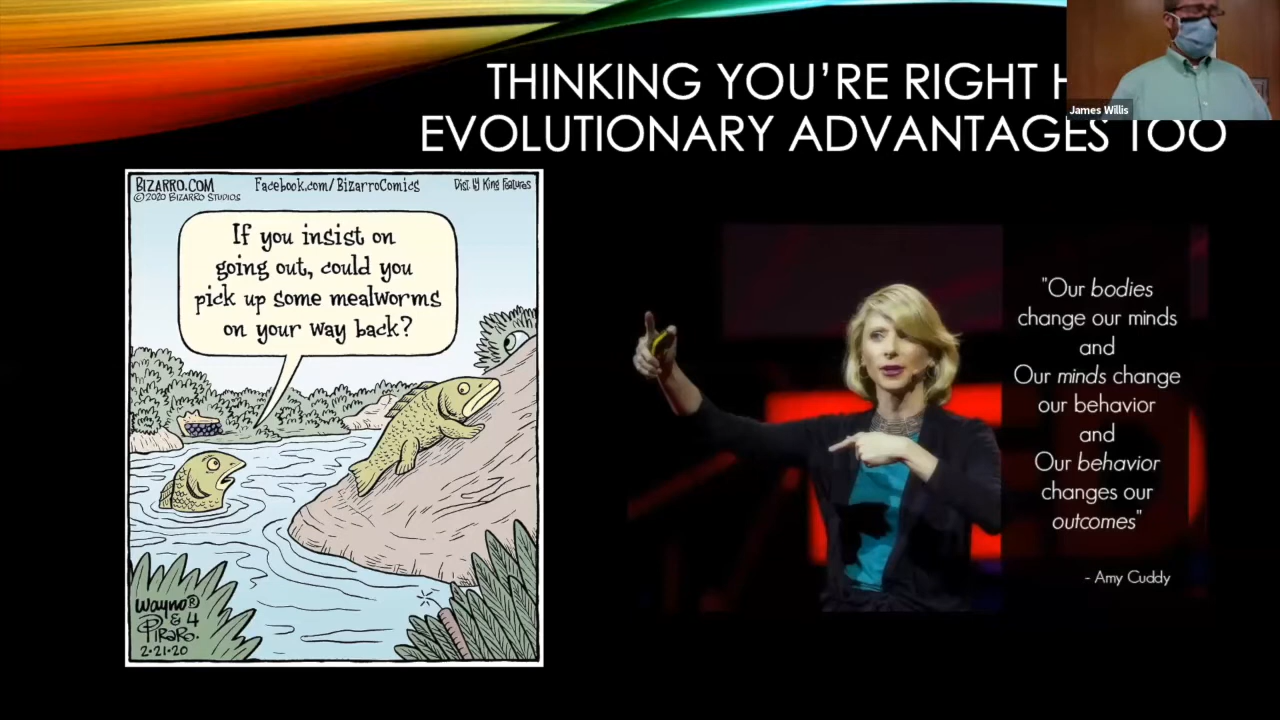 THINKING YOU'RE RIGHT
EVOLUTIONARY ADVANTAGES TOO
James Willis
BIZARRO.COM Facebook.com/BizarroComics Dist. by King Features
© 2020 BIZARRO STUDIOS
If you insist on
going out, could you
pick up some mealworms
on your way back?
Wayno®
& 4
PIRARO.
2·21·20
"Our bodies
change our minds
and
Our minds change
our behavior
and
Our behavior
changes our
outcomes"
- Amy Cuddy